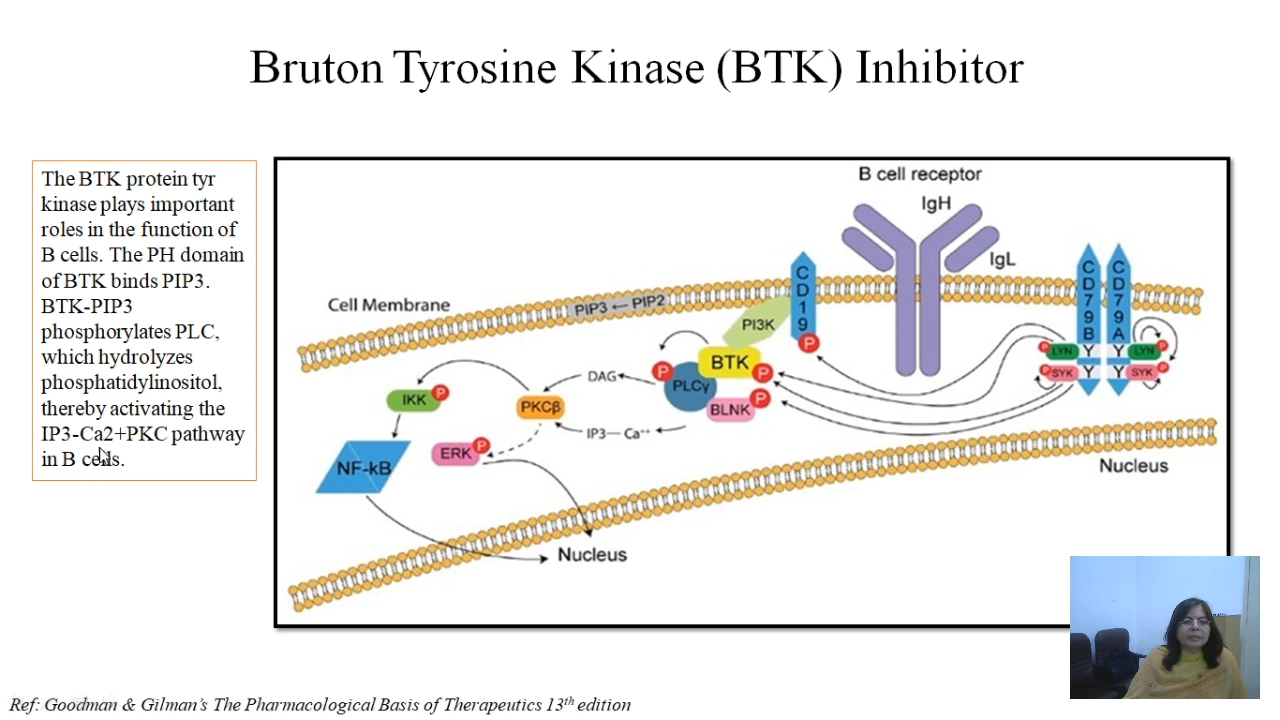 Bruton Tyrosine Kinase (BTK) Inhibitor
The BTK protein tyr
kinase plays important
roles in the function of
B cells. The PH domain
of BTK binds PIP3.
BTK-PIP3
phosphorylates PLC,
which hydrolyzes
phosphatidylinositol,
thereby activating the
IP3-Ca2+PKC pathway
in B cells.
B cell receptor
IgH
IgL
Cell Membrane
PIP3 ← PIP2
CD19
PI3K
P
CD79B
CD79A
P
LYN
Y
Y
LYN
P
P
SYK
Y
Y
SYK
P
BTK
P
P
PLCγ
BLNK
P
DAG
IP3— Ca⁺⁺
PKCβ
IKK
P
ERK
P
NF-kB
Nucleus
Nucleus
Ref: Goodman & Gilman's The Pharmacological Basis of Therapeutics 13th edition